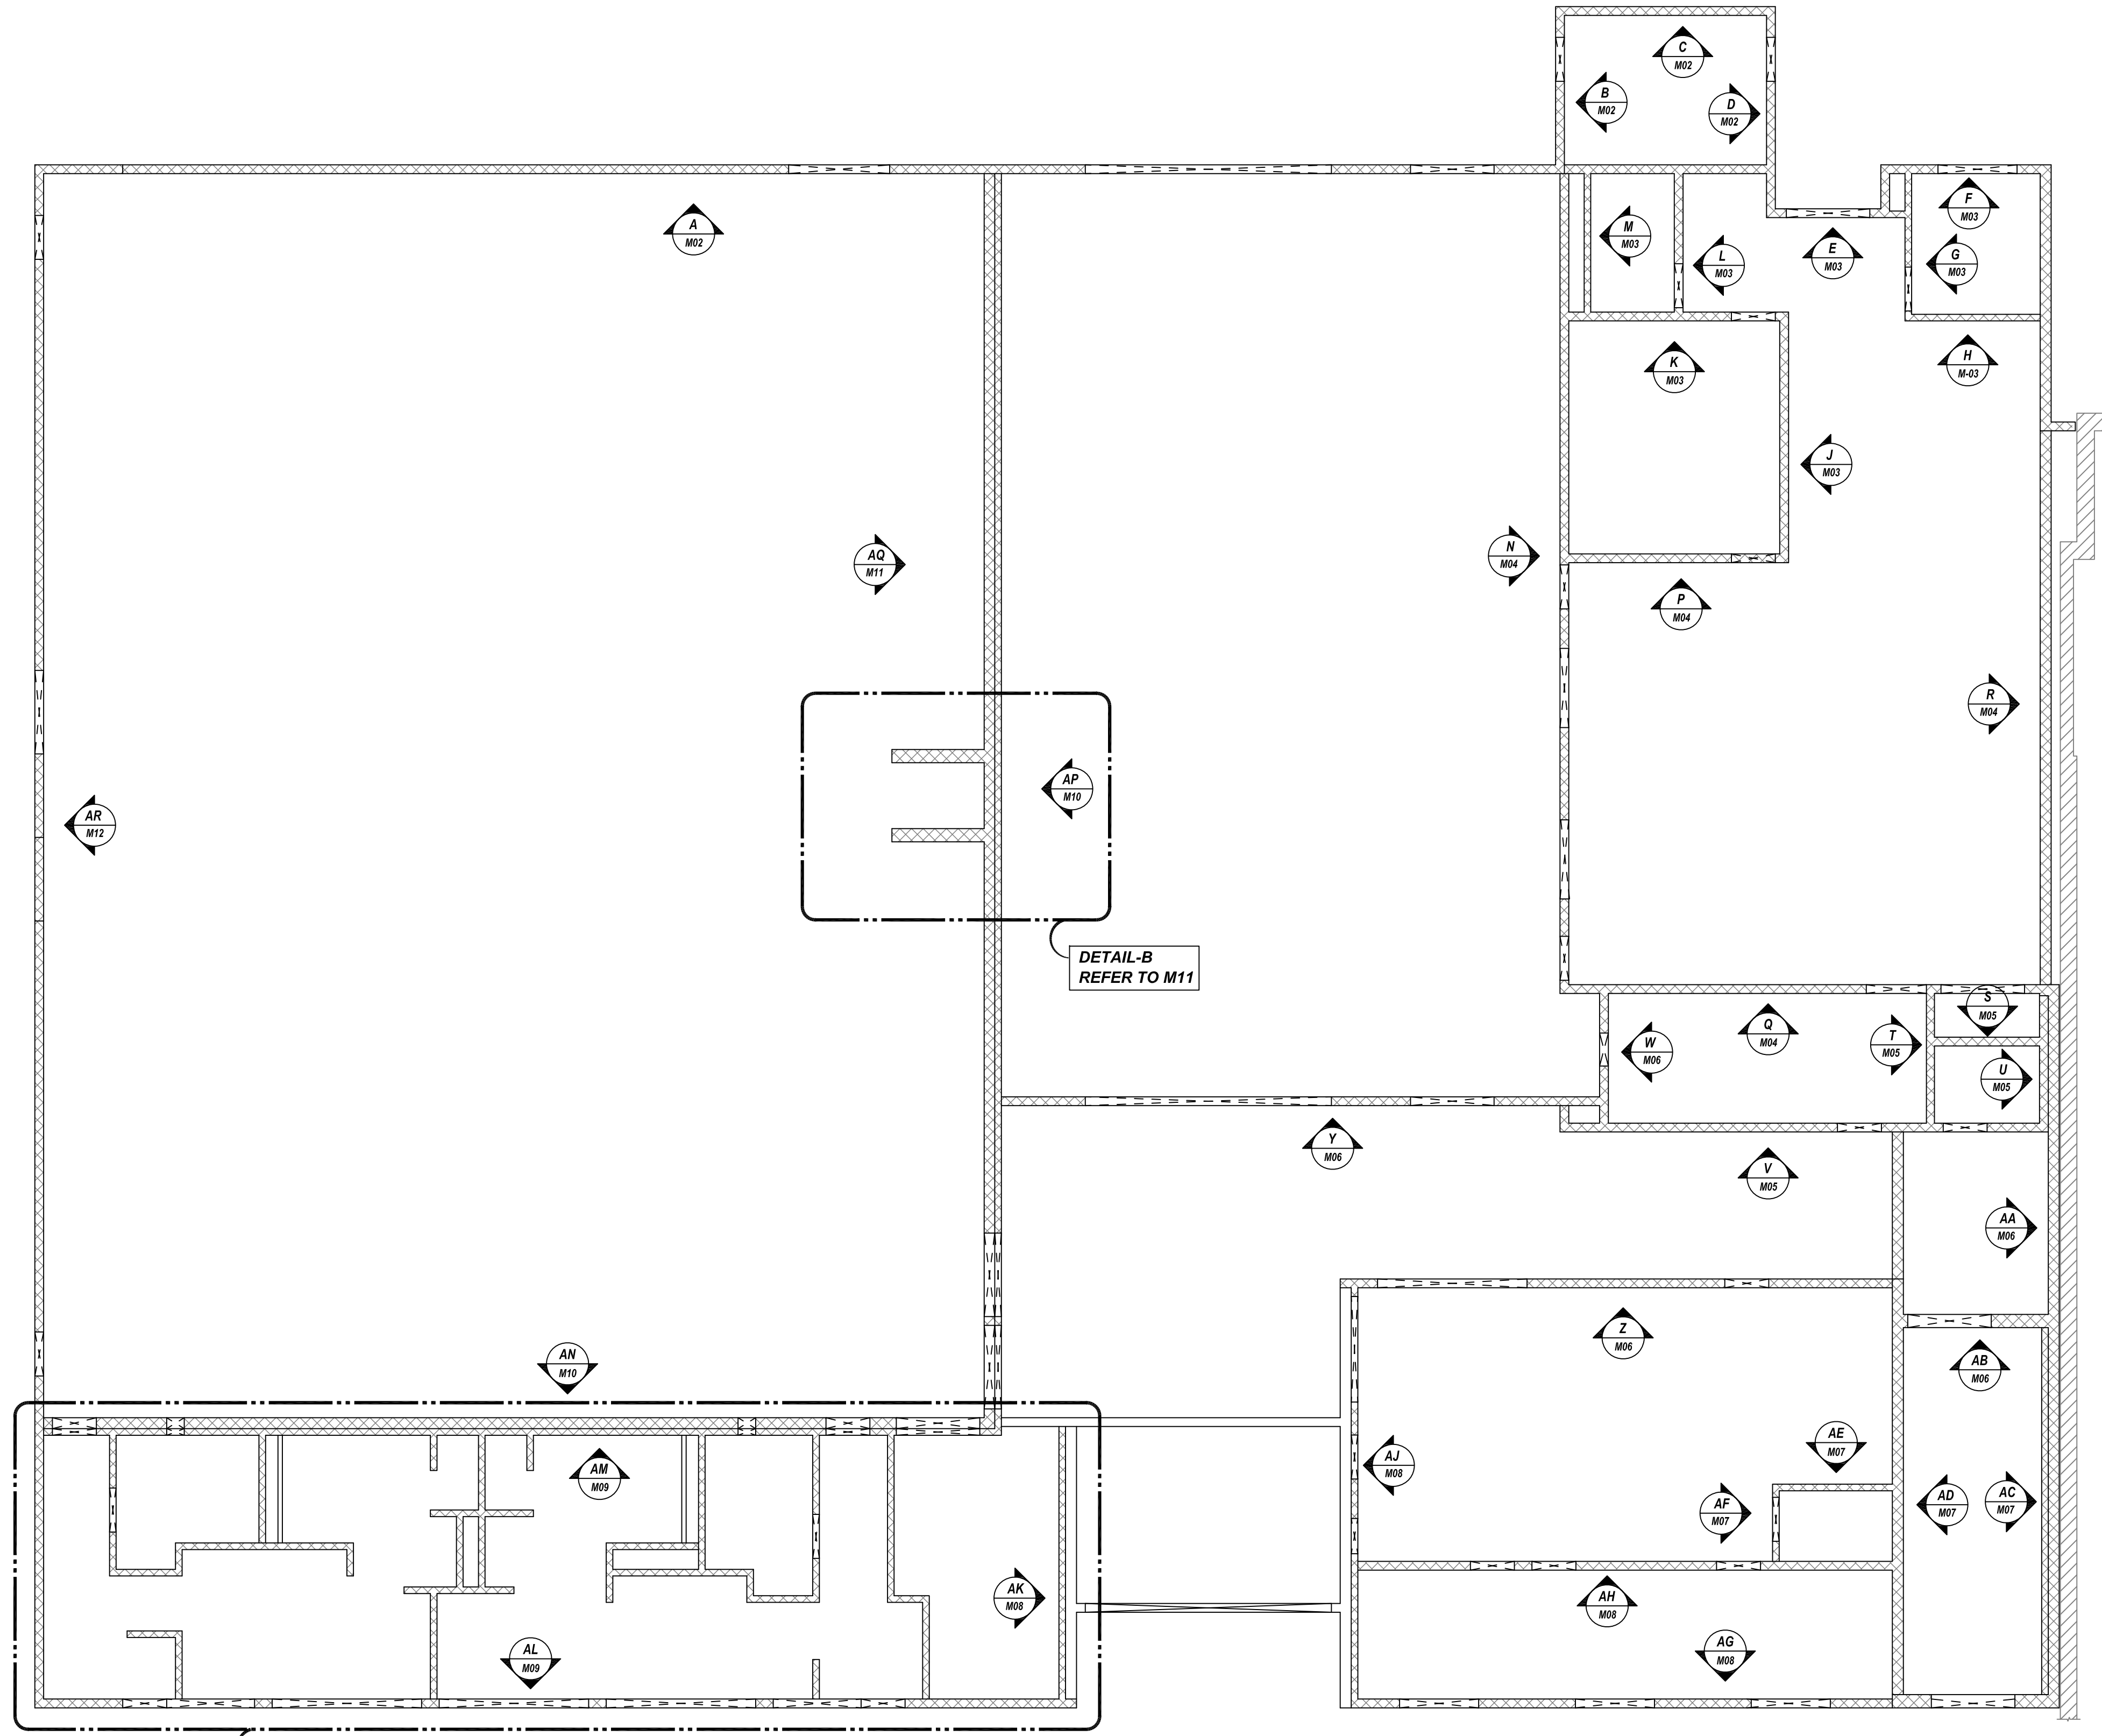 C
M02
B
M02
D
M02
A
M02
M
M03
L
M03
E
M03
F
M03
G
M03
K
M03
H
M-03
J
M03
AQ
M11
N
M04
P
M04
R
M04
AP
M10
AR
M12
DETAIL-B
REFER TO M11
S
M05
Q
M04
T
M05
W
M06
U
M05
Y
M06
V
M05
AA
M06
Z
M06
AN
M10
AB
M06
AE
M07
AM
M09
AJ
M08
AF
M07
AD
M07
AC
M07
AK
M08
AH
M08
AL
M09
AG
M08